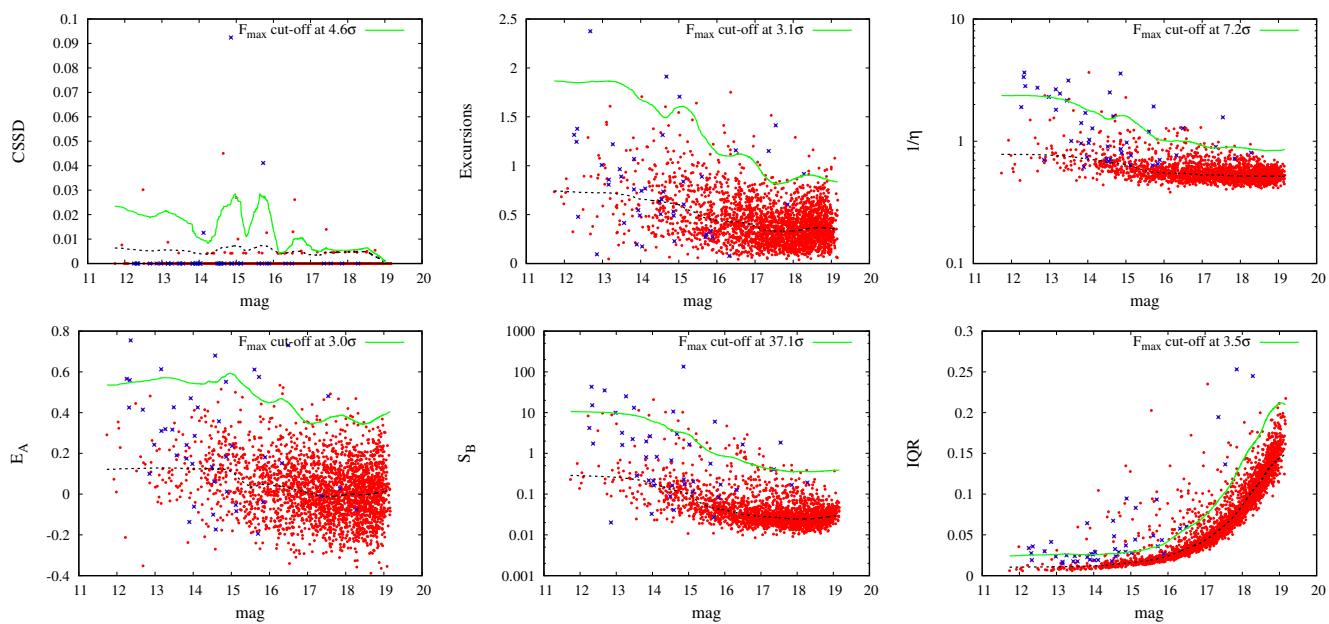 F_max cut-off at 4.6σ
0.1
0.09
0.08
0.07
0.06
0.05
0.04
0.03
0.02
0.01
0
CSSD
11 12 13 14 15 16 17 18 19 20
mag
F_max cut-off at 3.1σ
2.5
2
1.5
1
0.5
0
Excursions
11 12 13 14 15 16 17 18 19 20
mag
F_max cut-off at 7.2σ
10
1
0.1
1/η
11 12 13 14 15 16 17 18 19 20
mag
F_max cut-off at 3.0σ
0.8
0.6
0.4
0.2
0
-0.2
-0.4
E_A
11 12 13 14 15 16 17 18 19 20
mag
F_max cut-off at 37.1σ
1000
100
10
1
0.1
0.01
0.001
S_B
11 12 13 14 15 16 17 18 19 20
mag
F_max cut-off at 3.5σ
0.3
0.25
0.2
0.15
0.1
0.05
0
IQR
11 12 13 14 15 16 17 18 19 20
mag